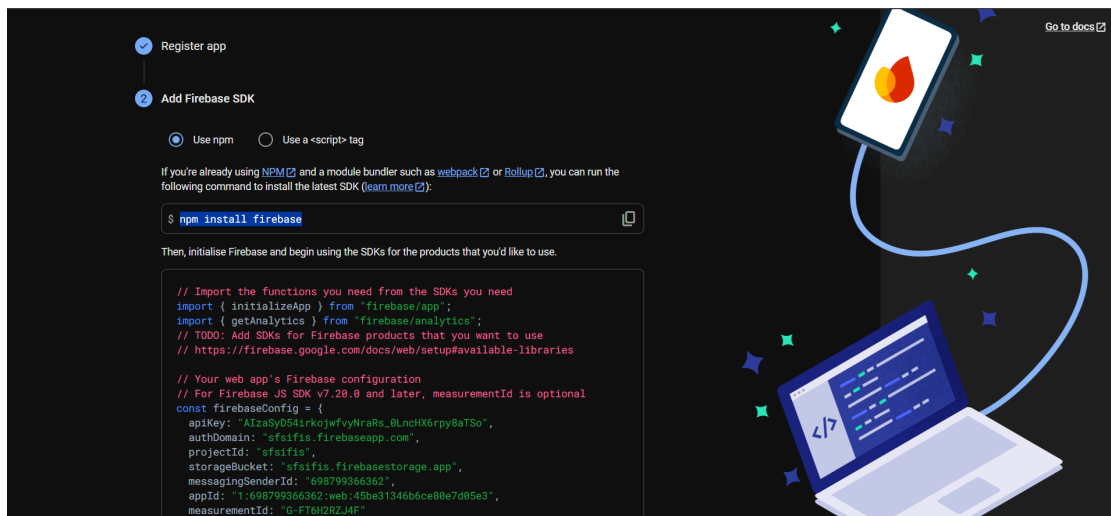 Go to docs
Register app
2 Add Firebase SDK
Use npm Use a <script> tag
If you're already using NPM and a module bundler such as webpack or Rollup, you can run the
following command to install the latest SDK (learn more):
$ npm install firebase
Then, initialise Firebase and begin using the SDKs for the products that you'd like to use.
// Import the functions you need from the SDKs you need
import { initializeApp } from "firebase/app";
import { getAnalytics } from "firebase/analytics";
// TODO: Add SDKs for Firebase products that you want to use
// https://firebase.google.com/docs/web/setup#available-libraries
// Your web app's Firebase configuration
// For Firebase JS SDK v7.20.0 and later, measurementId is optional
const firebaseConfig = {
apiKey: "AIzaSyD54irkojwfvyNraRs_0LncHX6rpy8aTSo",
authDomain: "sfsifis.firebaseapp.com",
projectId: "sfsifis",
storageBucket: "sfsifis.firebasestorage.app",
messagingSenderId: "698799366362",
appId: "1:698799366362:web:45be31346b6ce80e7d05e3",
measurementId: "G-FT6H2RZJ4F"
</>